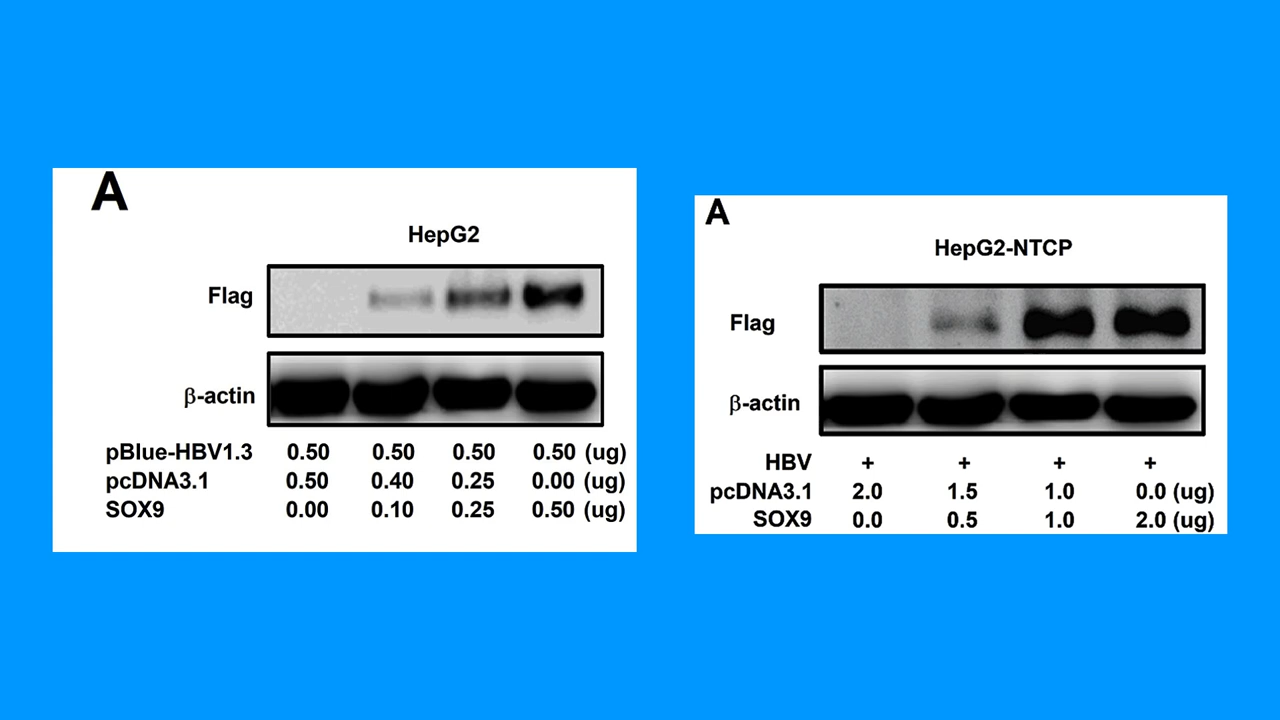 A
HepG2
Flag
β-actin
pBlue-HBV1.3 0.50 0.50 0.50 0.50 (ug)
pcDNA3.1 0.50 0.40 0.25 0.00 (ug)
SOX9 0.00 0.10 0.25 0.50 (ug)
A
HepG2-NTCP
Flag
β-actin
HBV + + + +
pcDNA3.1 2.0 1.5 1.0 0.0 (ug)
SOX9 0.0 0.5 1.0 2.0 (ug)